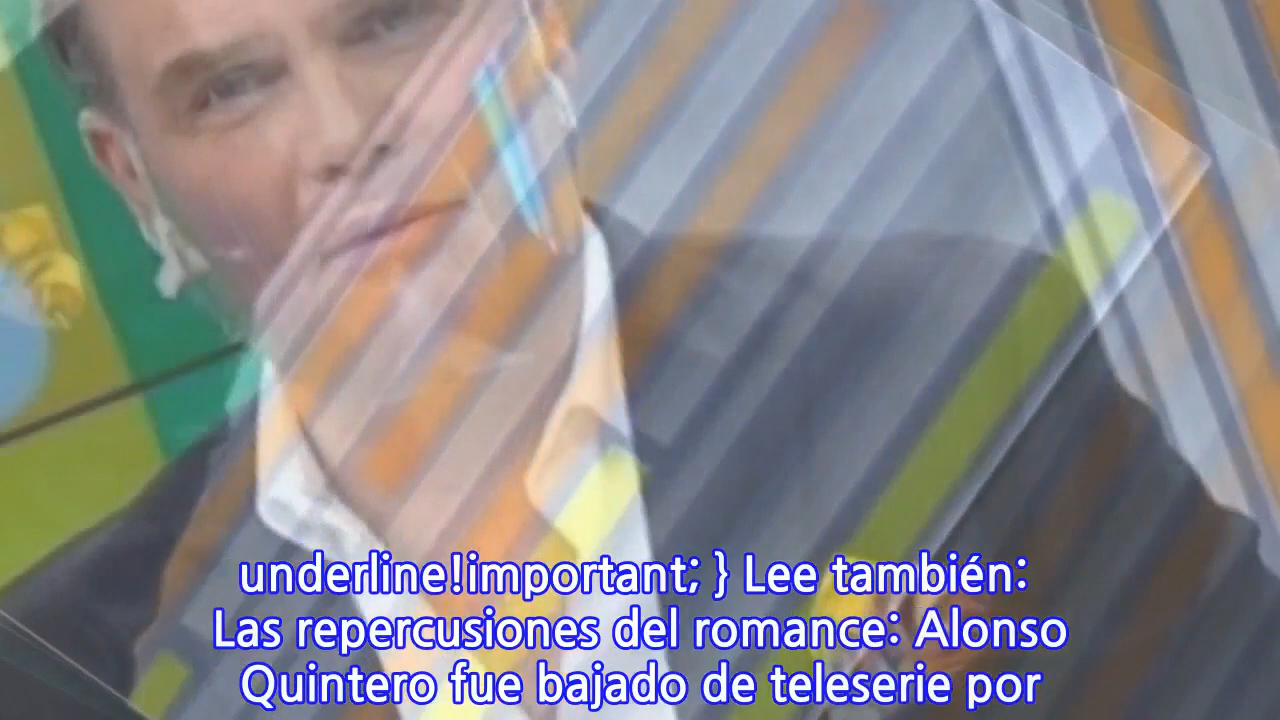 underline!important; } Lee también:
Las repercusiones del romance: Alonso
Quintero fue bajado de teleserie por